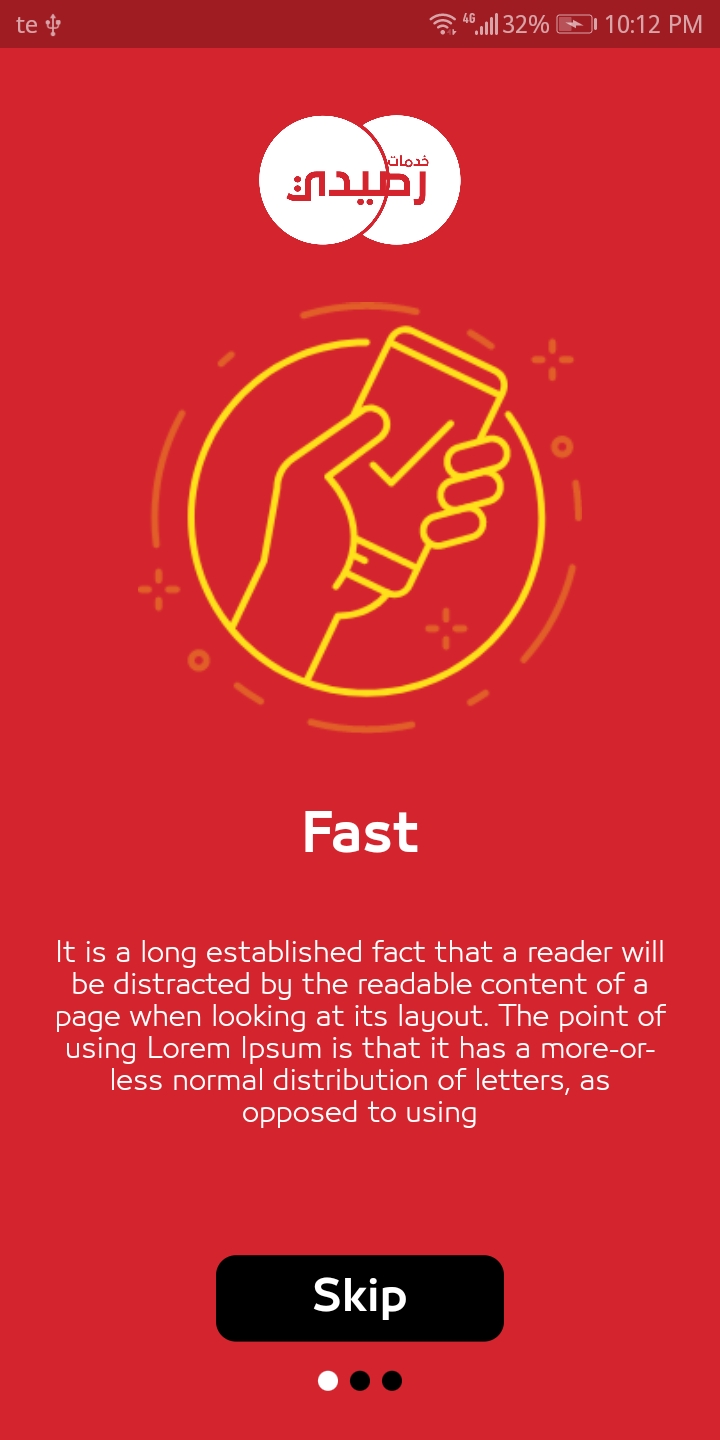 te
4G 32% 10:12 PM
خدمات
رصيدي
Fast
It is a long established fact that a reader will
be distracted by the readable content of a
page when looking at its layout. The point of
using Lorem Ipsum is that it has a more-or-
less normal distribution of letters, as
opposed to using
Skip